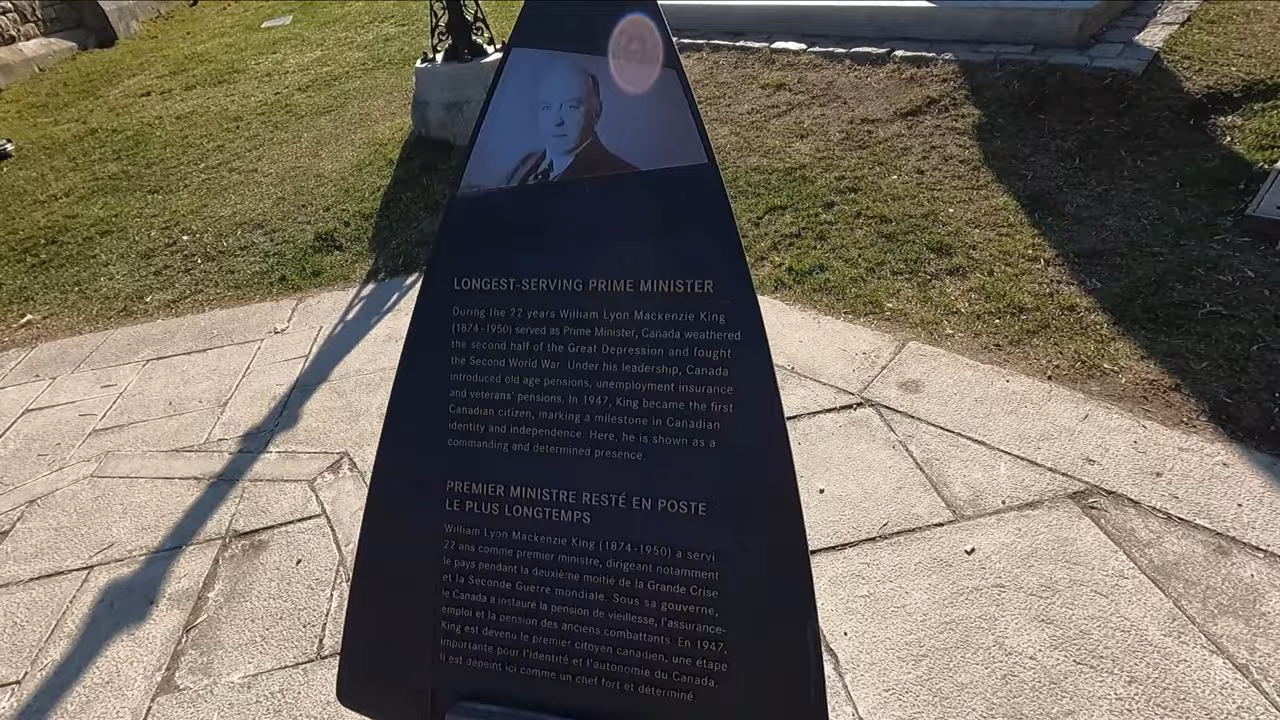 LONGEST-SERVING PRIME MINISTER
During the 22 years William Lyon Mackenzie King
(1874-1950) served as Prime Minister, Canada weathered
the second half of the Great Depression and fought
the Second World War. Under his leadership, Canada
introduced old age pensions, unemployment insurance
and veterans' pensions. In 1947, King became the first
Canadian citizen, marking a milestone in Canadian
identity and independence. Here, he is shown as a
commanding and determined presence.
PREMIER MINISTRE RESTÉ EN POSTE
LE PLUS LONGTEMPS
William Lyon Mackenzie King (1874-1950) a servi
22 ans comme premier ministre, dirigeant notamment
le pays pendant la deuxième moitié de la Grande Crise
et la Seconde Guerre mondiale. Sous sa gouverne,
le Canada a instauré la pension de vieillesse, l'assurance-
emploi et la pension des anciens combattants. En 1947,
King est devenu le premier citoyen canadien, une étape
importante pour l'identité et l'autonomie du Canada.
Il est dépeint ici comme un chef fort et déterminé.